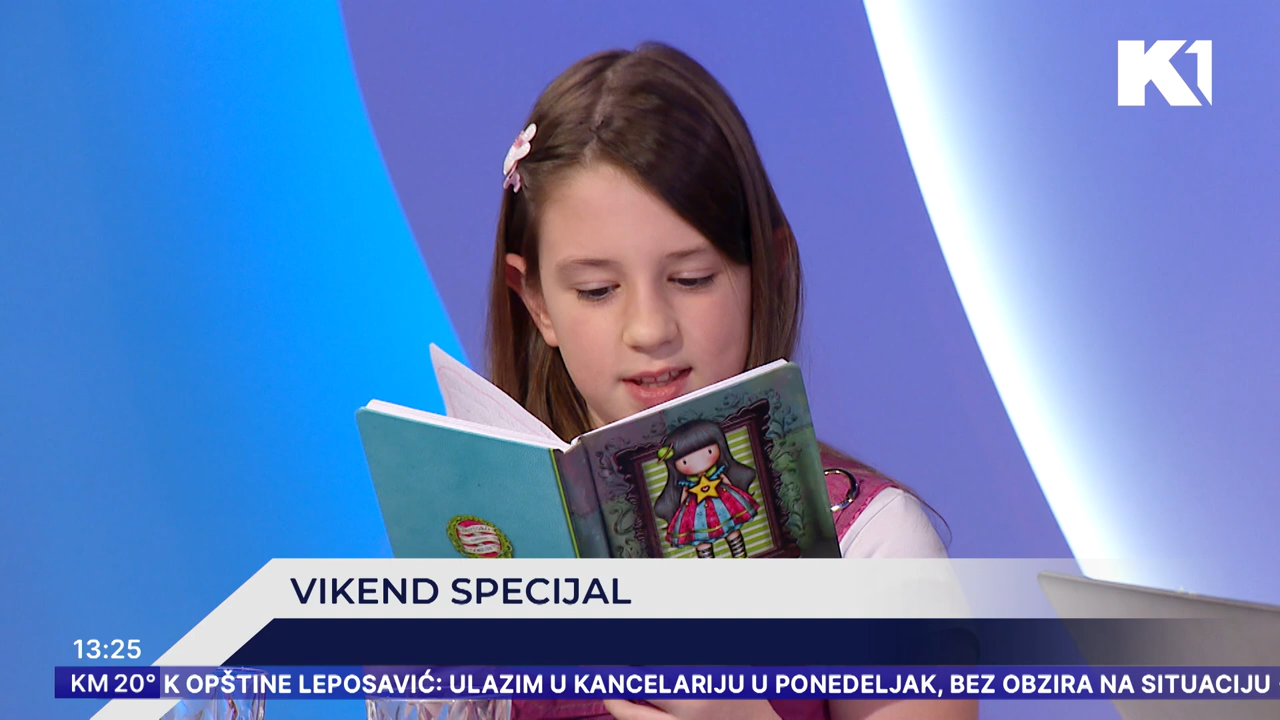 K1
VIKEND SPECIJAL
13:25
KM 20° K OPŠTINE LEPOSAVIĆ: ULAZIM U KANCELARIJU U PONEDELJAK, BEZ OBZIRA NA SITUACIJU